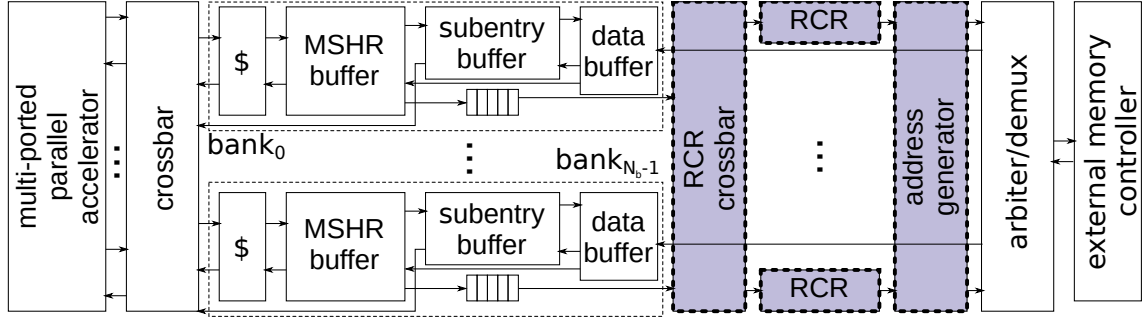 multi-ported
parallel
accelerator
...
crossbar
$
MSHR
buffer
subentry
buffer
data
buffer
bank0
...
bankNb-1
$
MSHR
buffer
subentry
buffer
data
buffer
RCR
crossbar
RCR
...
RCR
address
generator
arbiter/demux
external memory
controller